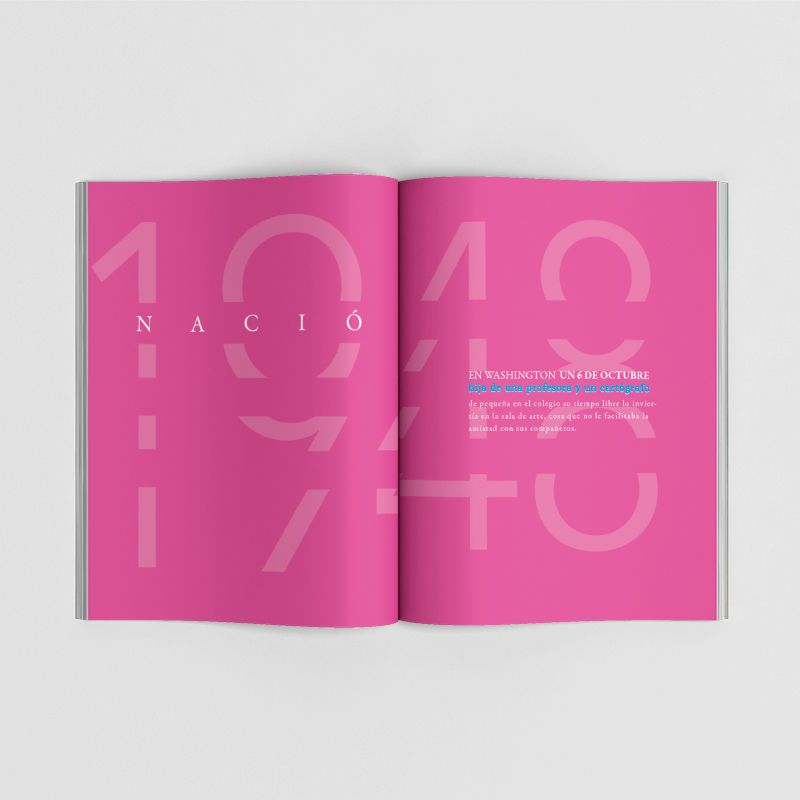 1948
NACIÓ
EN WASHINGTON UN 6 DE OCTUBRE
hija de una profesora y un cartógrafo
de pequeña en el colegio su tiempo libre lo invier-
tía en la sala de arte, cosa que no le facilitaba la
amistad con sus compañeros.